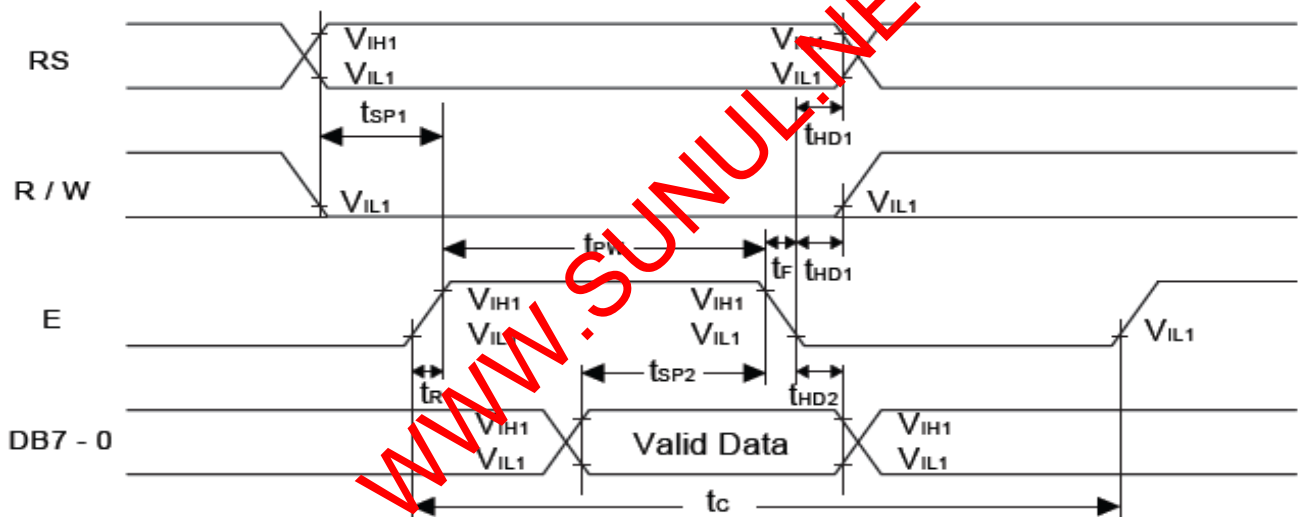 RS
VIH1
VIH1
VIL1
VIL1
tSP1
tHD1
R / W
VIL1
VIL1
tPW
tF
tHD1
E
VIH1
VIH1
VIL1
VIL1
VIL1
tR
tSP2
tHD2
DB7 - 0
VIH1
VIL1
Valid Data
VIH1
VIL1
tC
WWW.SUNUL.NE